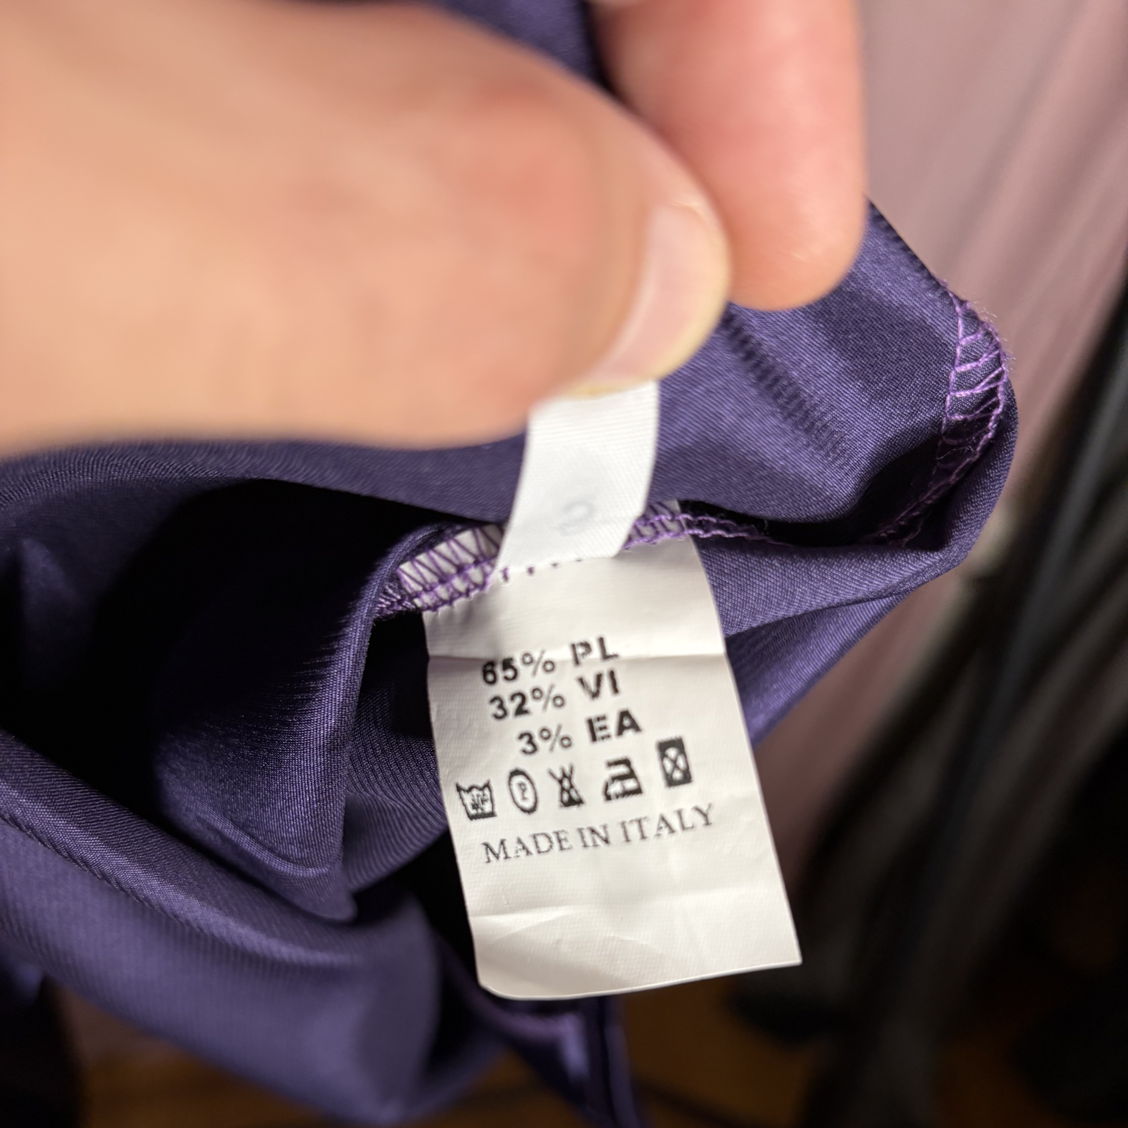 65% PL
32% VI
3% EA
P
MADE IN ITALY